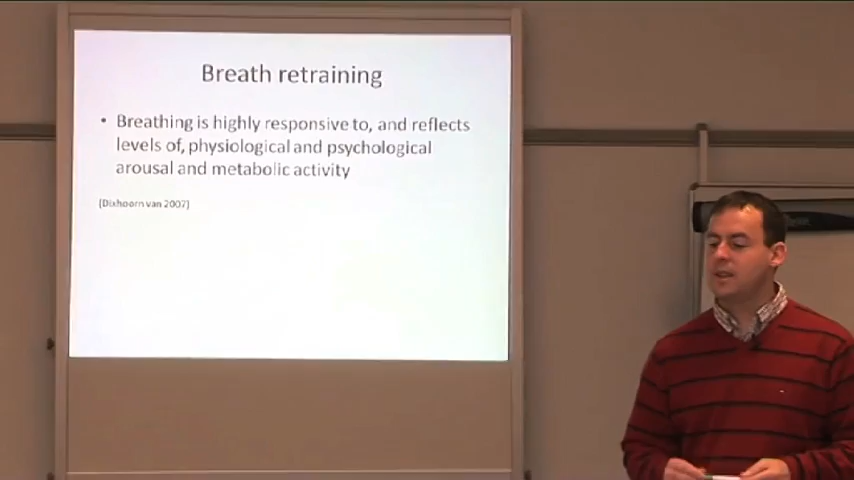 Breath retraining
• Breathing is highly responsive to, and reflects
levels of, physiological and psychological
arousal and metabolic activity
(Dixhoorn van 2007)